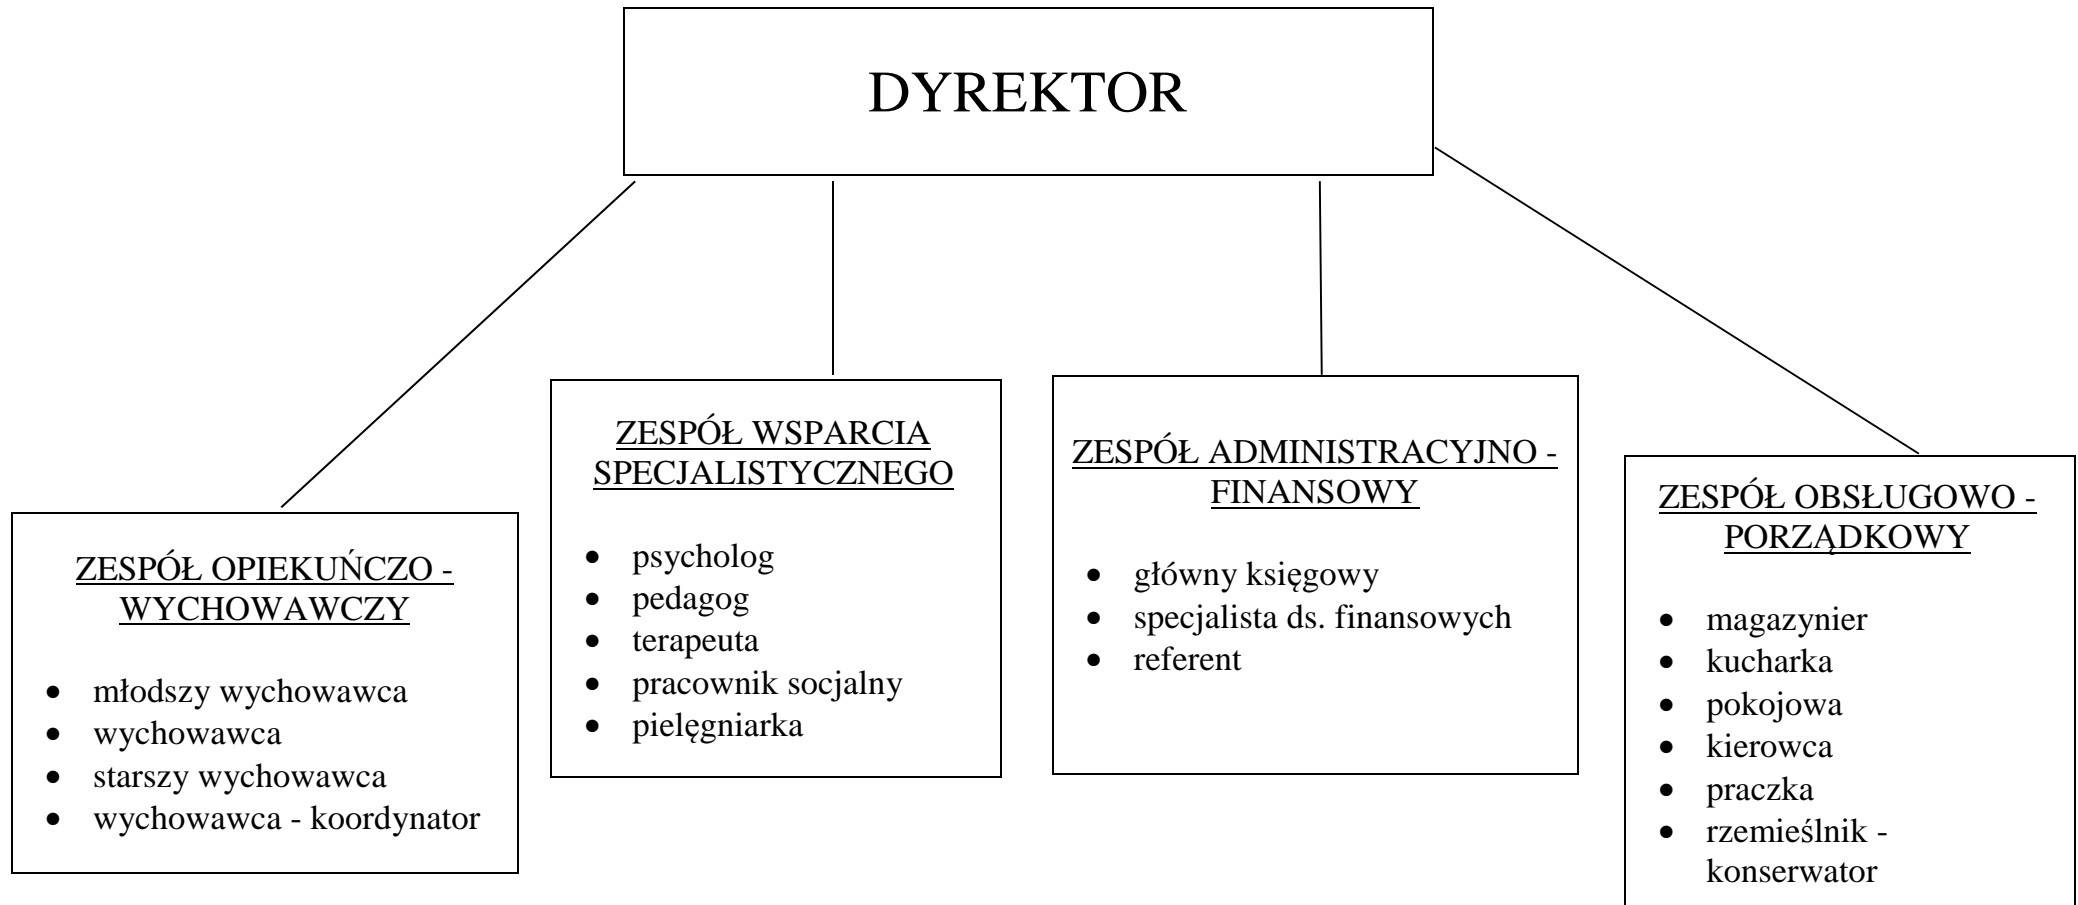 DYREKTOR
ZESPÓŁ OPIEKUŃCZO -
WYCHOWAWCZY
• młodszy wychowawca
• wychowawca
• starszy wychowawca
• wychowawca - koordynator
ZESPÓŁ WSPARCIA
SPECJALISTYCZNEGO
• psycholog
• pedagog
• terapeuta
• pracownik socjalny
• pielęgniarka
ZESPÓŁ ADMINISTRACYJNO -
FINANSOWY
• główny księgowy
• specjalista ds. finansowych
• referent
ZESPÓŁ OBSŁUGOWO -
PORZĄDKOWY
• magazynier
• kucharka
• pokojowa
• kierowca
• praczka
• rzemieślnik -
konserwator